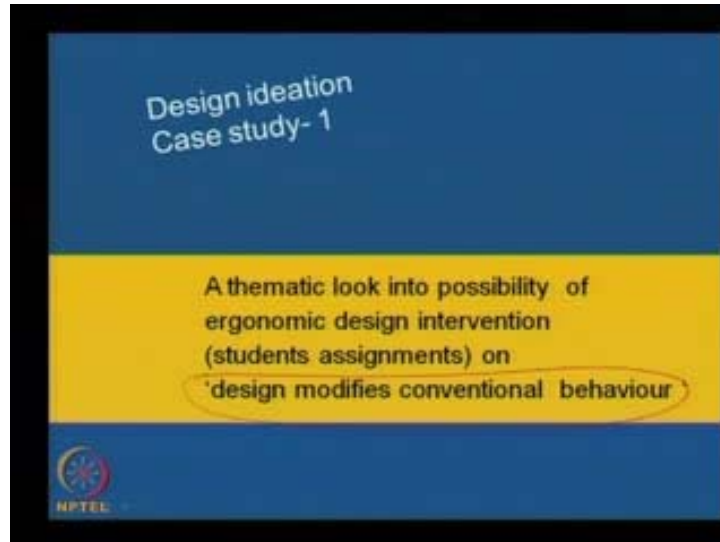 Design ideation
Case study- 1
A thematic look into possibility of
ergonomic design intervention
(students assignments) on
'design modifies conventional behaviour '
NPTEL